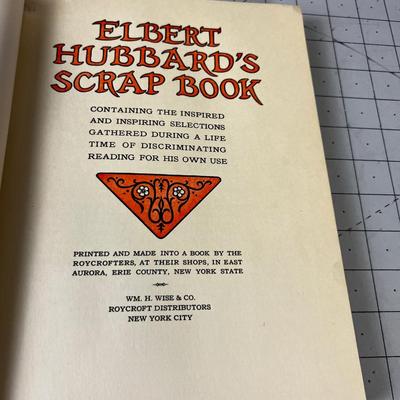 ELBERT
HUBBARD'S
SCRAP BOOK
CONTAINING THE INSPIRED
AND INSPIRING SELECTIONS
GATHERED DURING A LIFE
TIME OF DISCRIMINATING
READING FOR HIS OWN USE
PRINTED AND MADE INTO A BOOK BY THE
ROYCROFTERS, AT THEIR SHOPS, IN EAST
AURORA, ERIE COUNTY, NEW YORK STATE
WM. H. WISE & CO.
ROYCROFT DISTRIBUTORS
NEW YORK CITY